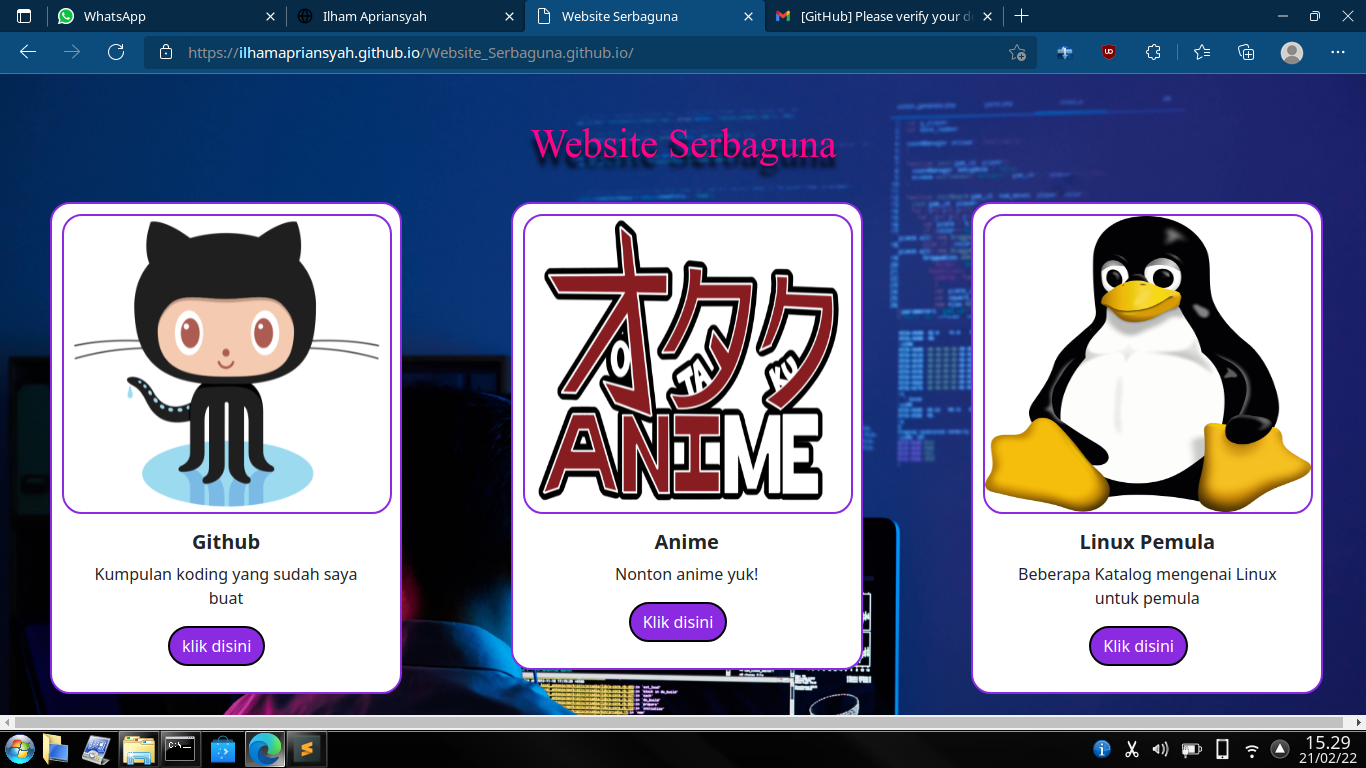 WhatsApp
Ilham Apriansyah
Website Serbaguna
[GitHub] Please verify your de
https://ilhamapriansyah.github.io/Website_Serbaguna.github.io/
Website Serbaguna
オタク
O TA KU
ANIME
Github
Kumpulan koding yang sudah saya
buat
klik disini
Anime
Nonton anime yuk!
Klik disini
Linux Pemula
Beberapa Katalog mengenai Linux
untuk pemula
Klik disini
15.29
21/02/22